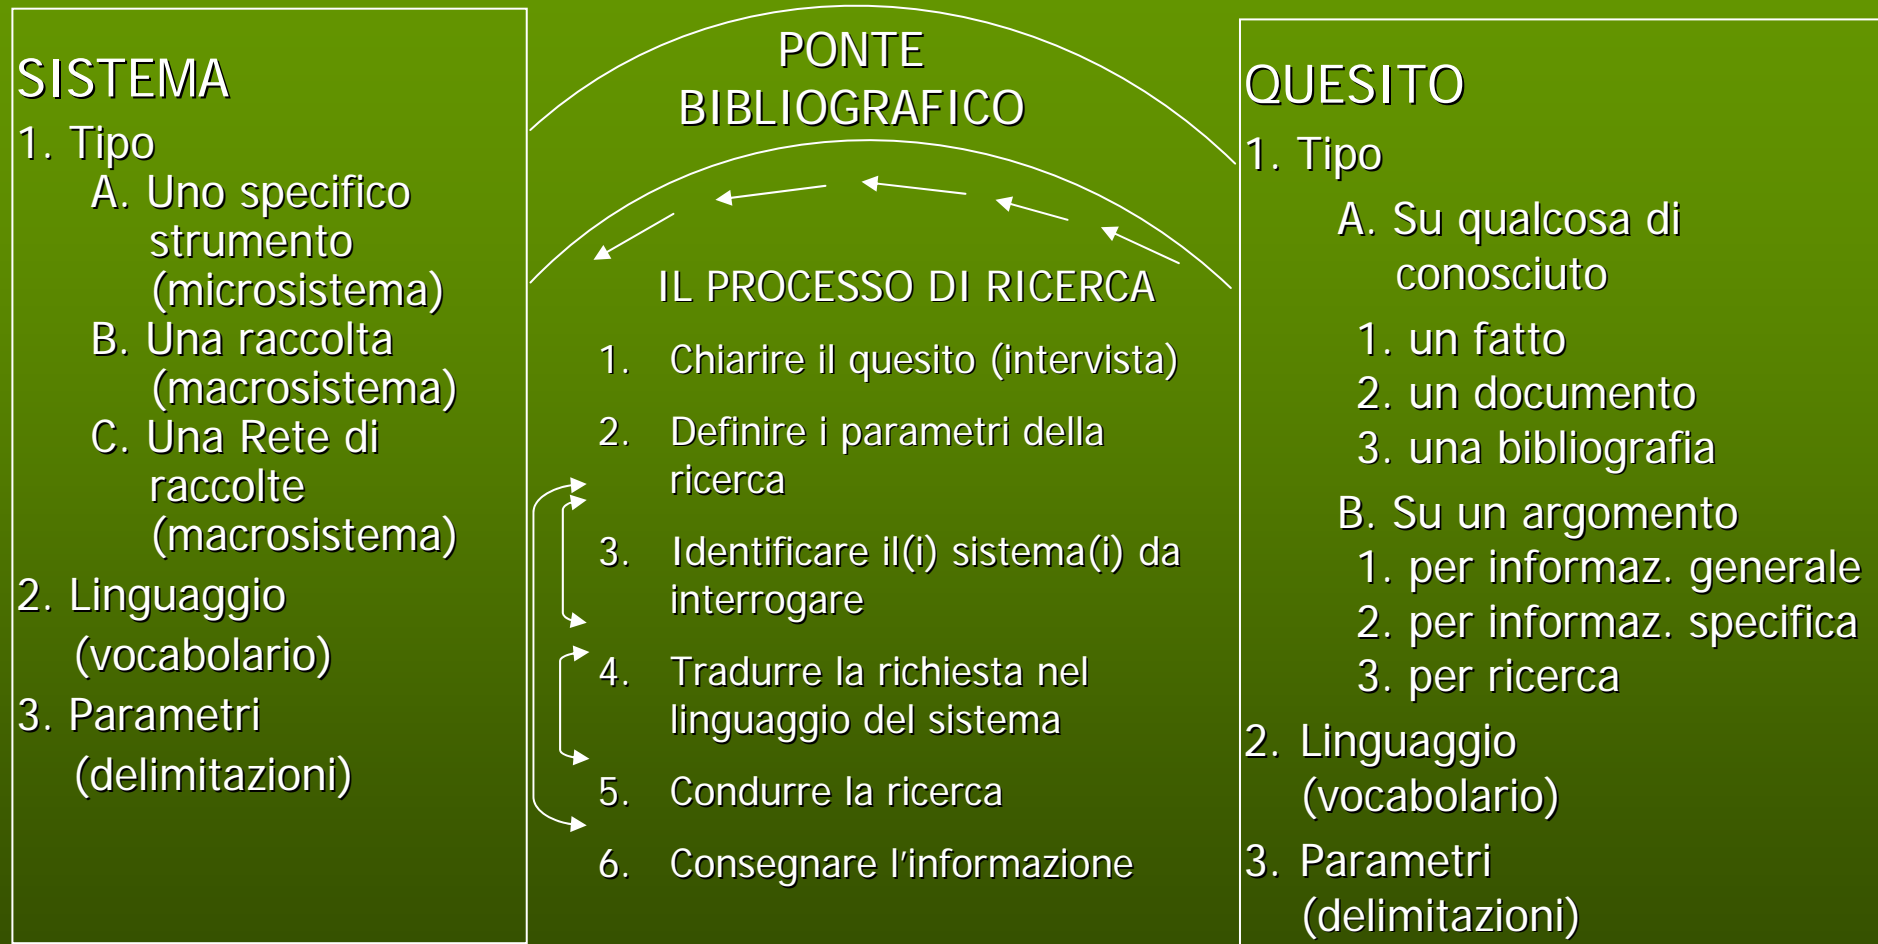 SISTEMA
1. Tipo
A. Uno specifico
strumento
(microsistema)
B. Una raccolta
(macrosistema)
C. Una Rete di
raccolte
(macrosistema)
2. Linguaggio
(vocabolario)
3. Parametri
(delimitazioni)
PONTE
BIBLIOGRAFICO
IL PROCESSO DI RICERCA
1. Chiarire il quesito (intervista)
2. Definire i parametri della
ricerca
3. Identificare il(i) sistema(i) da
interrogare
4. Tradurre la richiesta nel
linguaggio del sistema
5. Condurre la ricerca
6. Consegnare l'informazione
QUESITO
1. Tipo
A. Su qualcosa di
conosciuto
1. un fatto
2. un documento
3. una bibliografia
B. Su un argomento
1. per informaz. generale
2. per informaz. specifica
3. per ricerca
2. Linguaggio
(vocabolario)
3. Parametri
(delimitazioni)